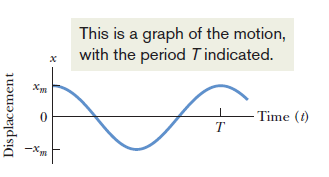 This is a graph of the motion,
with the period T indicated.
x
Displacement
xm
0
−xm
T
Time (t)